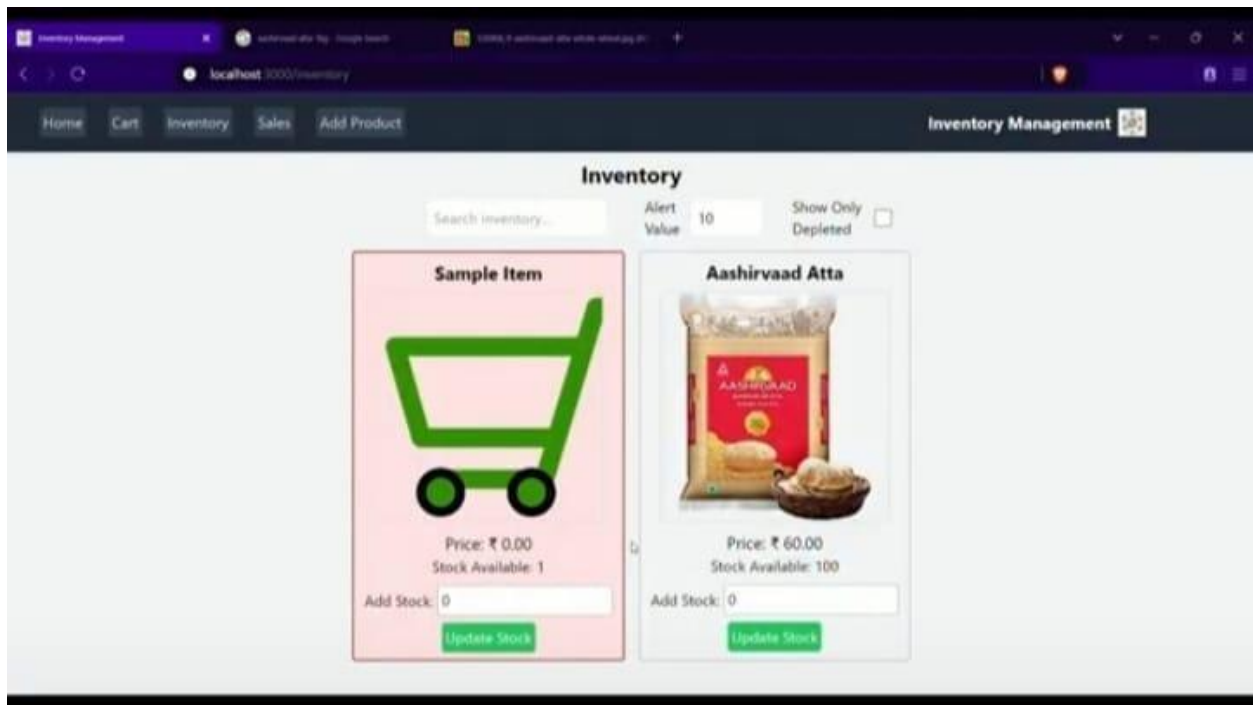 Inventory Management
localhost:3000/inventory
Home Cart Inventory Sales Add Product
Inventory Management
Inventory
Search inventory...
Alert Value 10
Show Only Depleted
Sample Item
Price: ₹ 0.00
Stock Available: 1
Add Stock: 0
Update Stock
Aashirvaad Atta
AASHIRVAAD
Price: ₹ 60.00
Stock Available: 100
Add Stock: 0
Update Stock